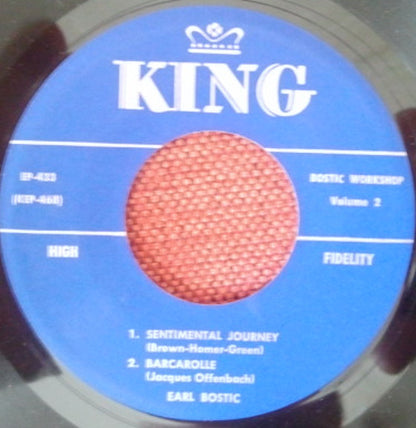 KING
EP-433
(KEP-468)
BOSTIC WORKSHOP
Volume 2
HIGH
FIDELITY
1. SENTIMENTAL JOURNEY
(Brown-Homer-Green)
2. BARCAROLLE
(Jacques Offenbach)
EARL BOSTIC